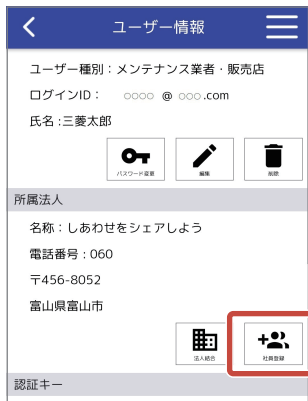 ユーザー情報
ユーザー種別：メンテナンス業者・販売店
ログインID： ○○○○ @ ○○○.com
氏名：三菱太郎
パスワード変更 編集 削除
所属法人
名称：しあわせをシェアしよう
電話番号：060
〒456-8052
富山県富山市
法人結合 社員登録
認証キー